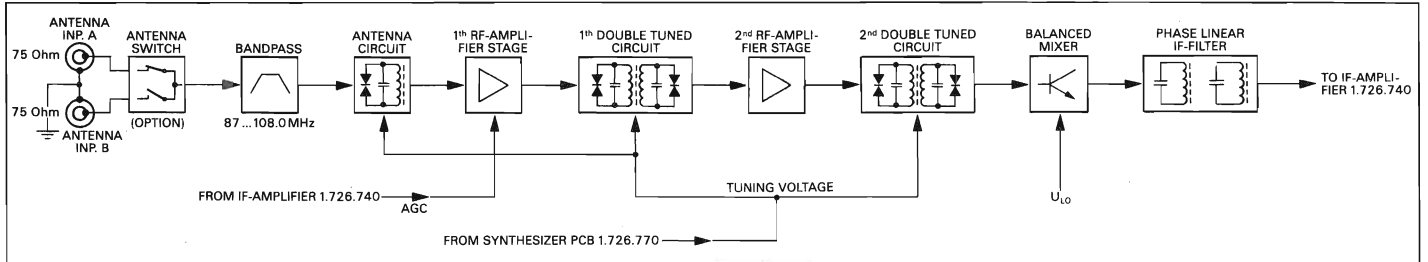 ANTENNA
INP. A
75 Ohm
75 Ohm
ANTENNA
INP. B
ANTENNA
SWITCH
(OPTION)
BANDPASS
87 ... 108.0 MHz
ANTENNA
CIRCUIT
1th RF-AMPLI-
FIER STAGE
1th DOUBLE TUNED
CIRCUIT
2nd RF-AMPLI-
FIER STAGE
2nd DOUBLE TUNED
CIRCUIT
BALANCED
MIXER
PHASE LINEAR
IF-FILTER
TO IF-AMPLI-
FIER 1.726.740
FROM IF-AMPLIFIER 1.726.740
AGC
TUNING VOLTAGE
ULO
FROM SYNTHESIZER PCB 1.726.770